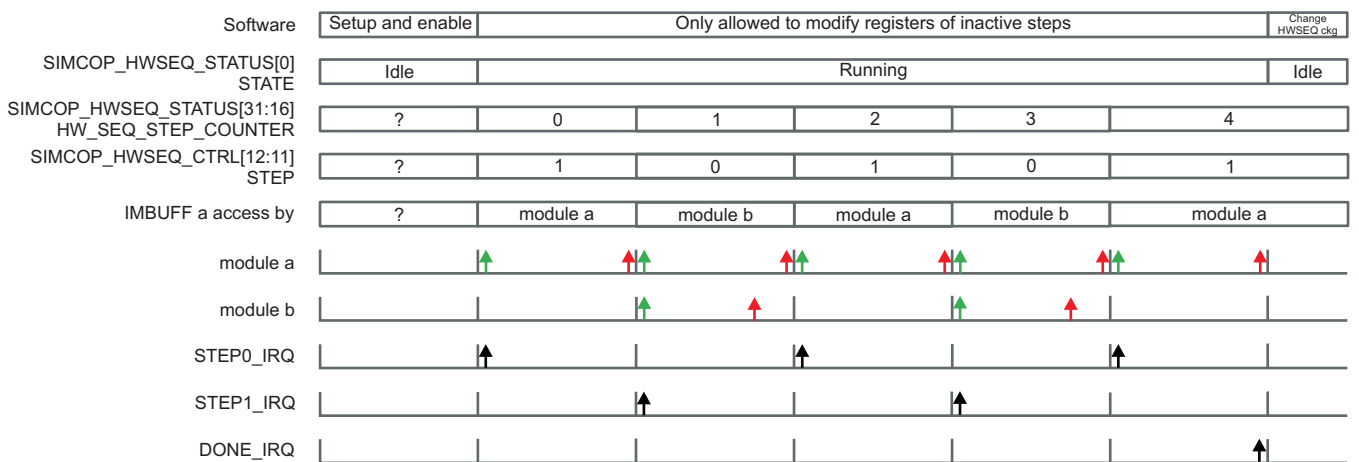 Software Setup and enable Only allowed to modify registers of inactive steps Change
HWSEQ ckg
SIMCOP_HWSEQ_STATUS[0]
STATE Idle Running Idle
SIMCOP_HWSEQ_STATUS[31:16]
HW_SEQ_STEP_COUNTER ? 0 1 2 3 4
SIMCOP_HWSEQ_CTRL[12:11]
STEP ? 1 0 1 0 1
IMBUFF a access by ? module a module b module a module b module a
module a
module b
STEP0_IRQ
STEP1_IRQ
DONE_IRQ